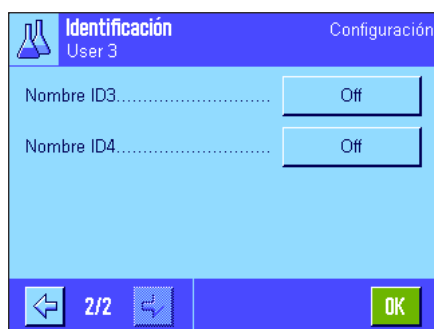 Identificación Configuración
User 3
Nombre ID3............................ Off
Nombre ID4............................ Off
2/2 OK